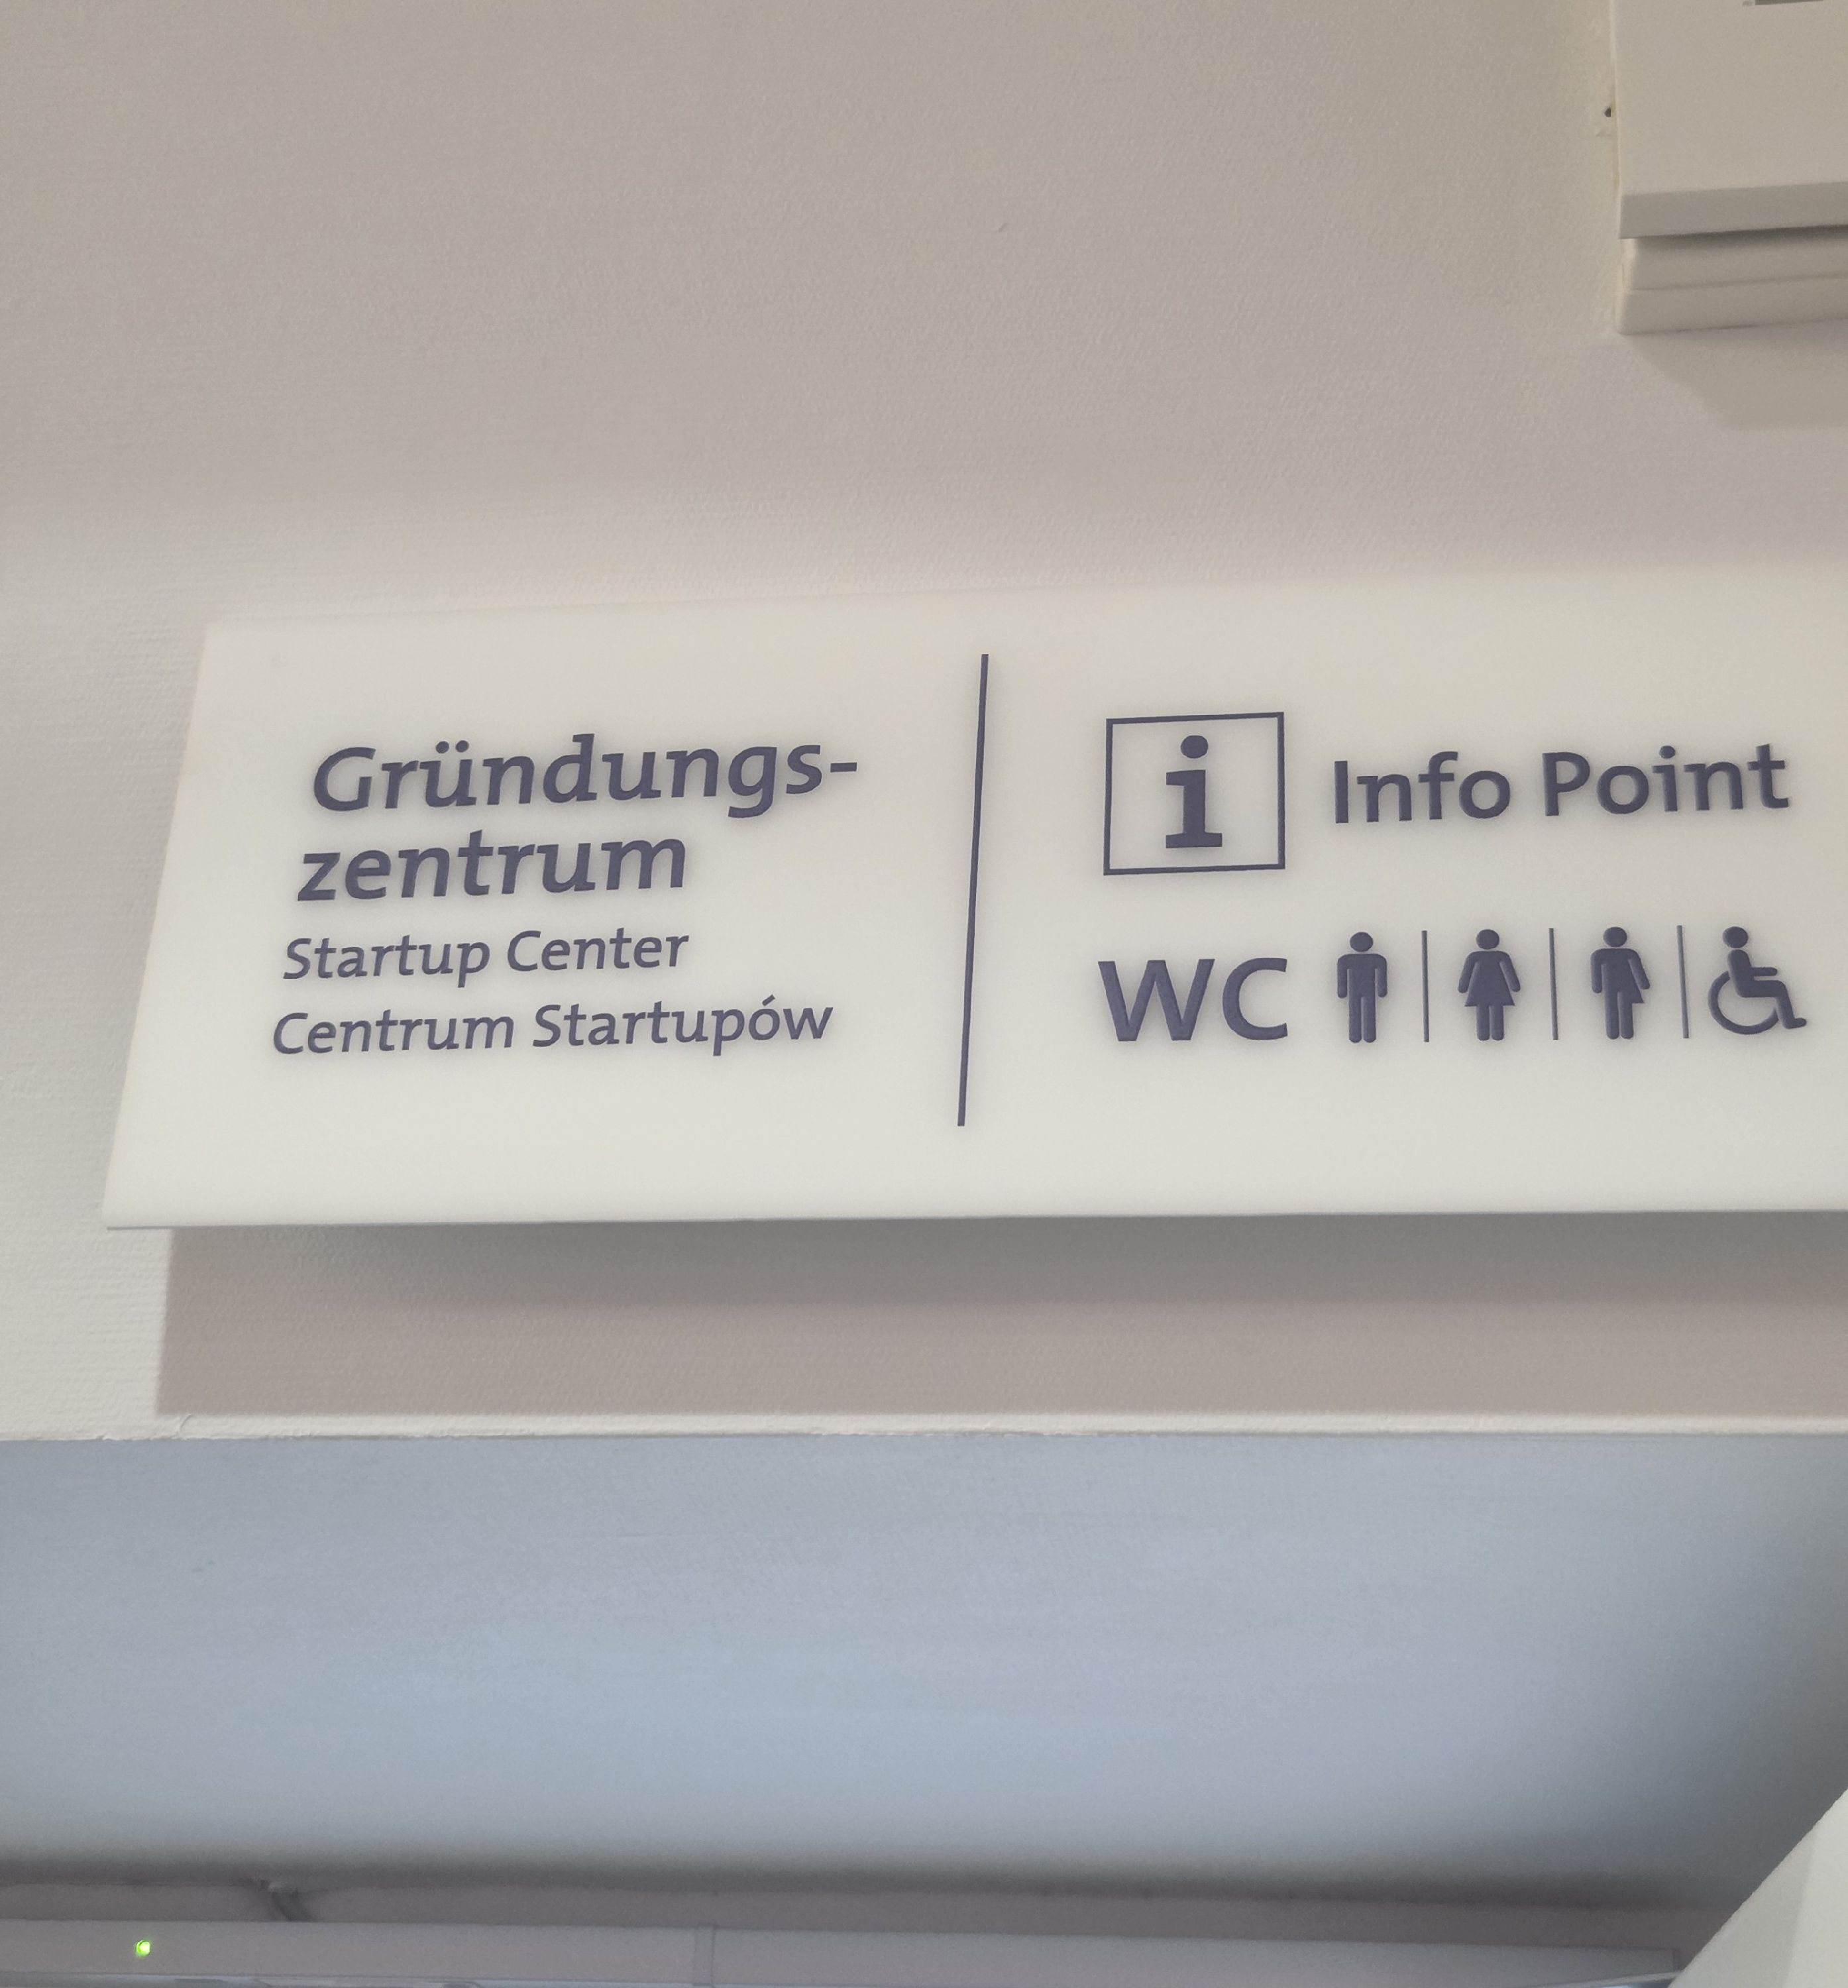 Gründungs-
zentrum
Startup Center
Centrum Startupów
i Info Point
WC